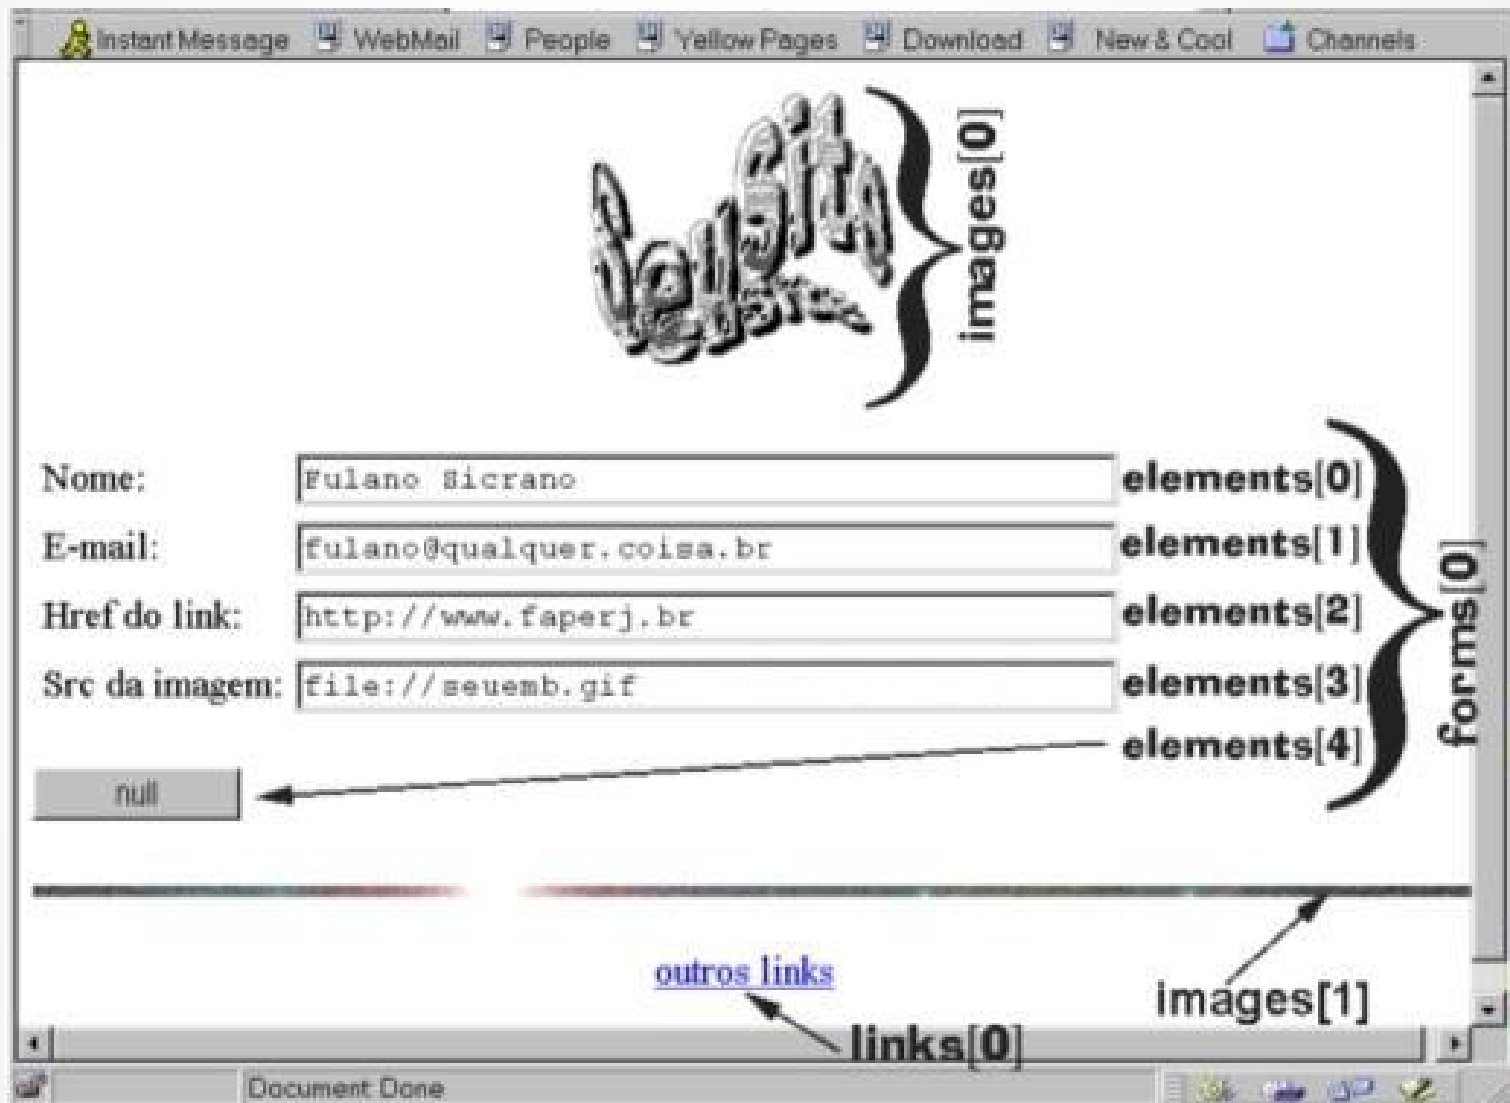 Instant Message WebMail People Yellow Pages Download New & Cool Channels
images[0]
Nome: Fulano Sicrano elements[0]
E-mail: fulano@qualquer.coisa.br elements[1]
Href do link: http://www.faperj.br elements[2]
Src da imagem: file://seuemb.gif elements[3]
elements[4]
forms[0]
null
outros links
images[1]
links[0]
Document Done